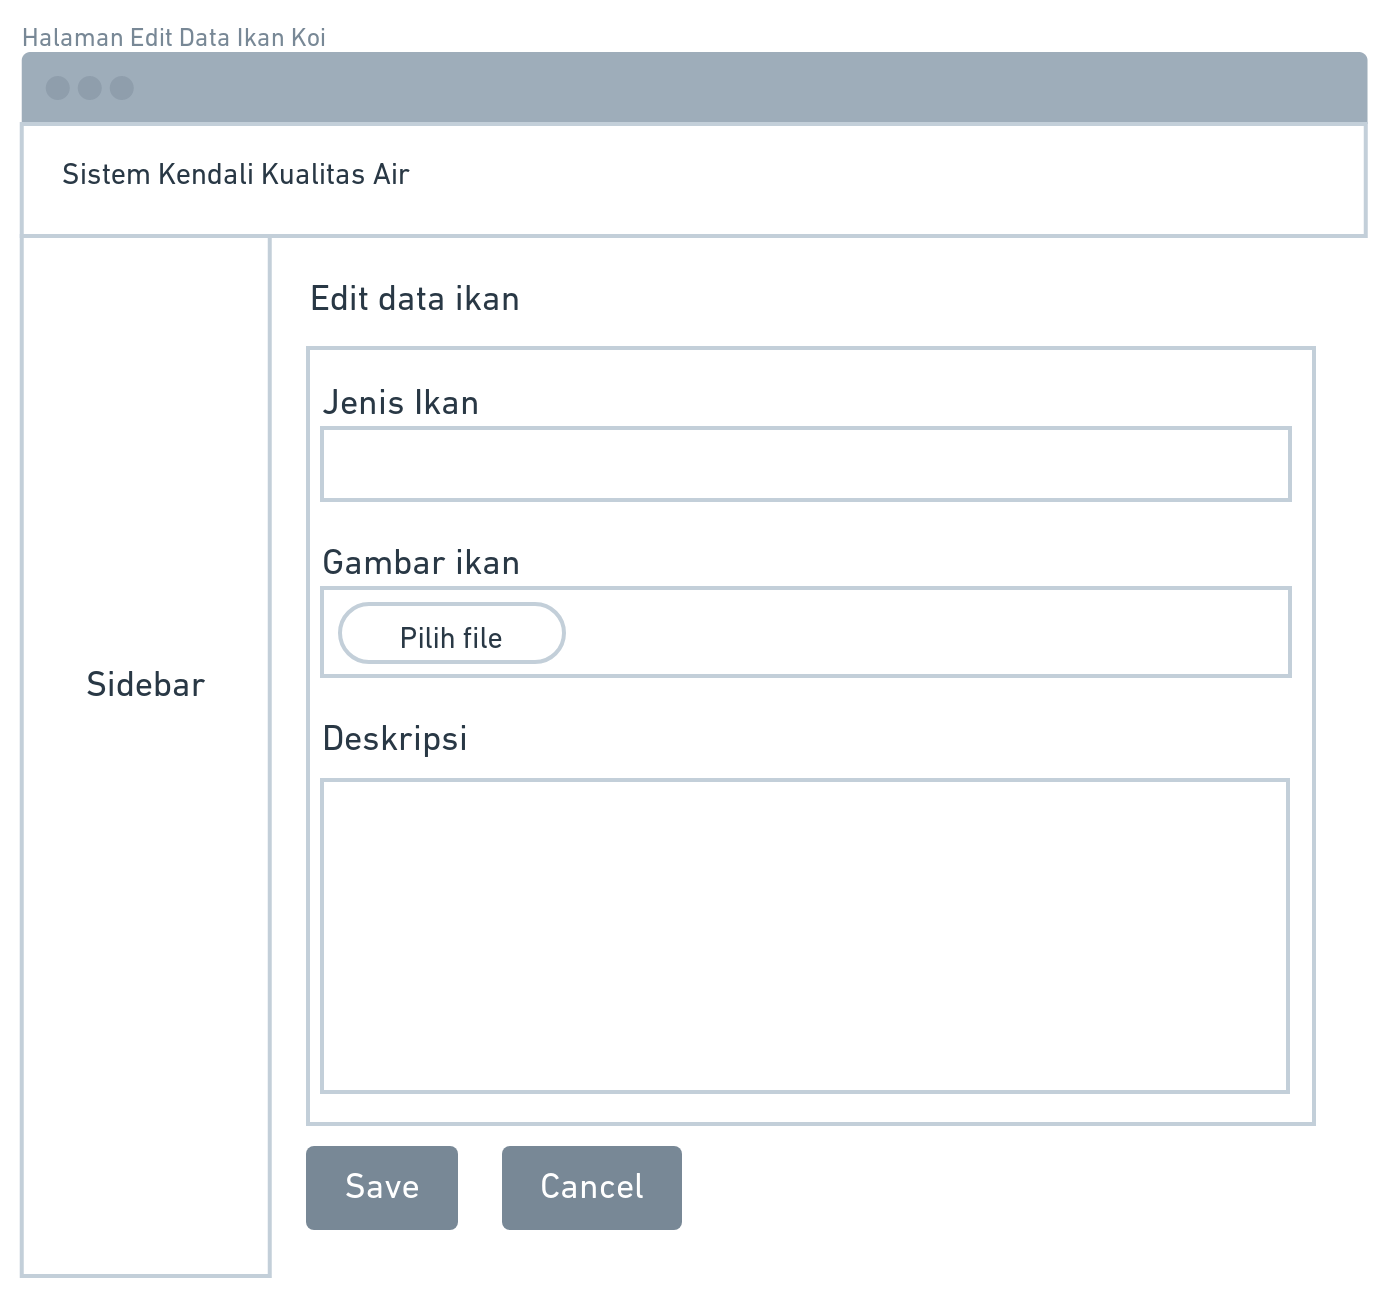 Halaman Edit Data Ikan Koi
Sistem Kendali Kualitas Air
Sidebar
Edit data ikan
Jenis Ikan
Gambar ikan
Pilih file
Deskripsi
Save
Cancel